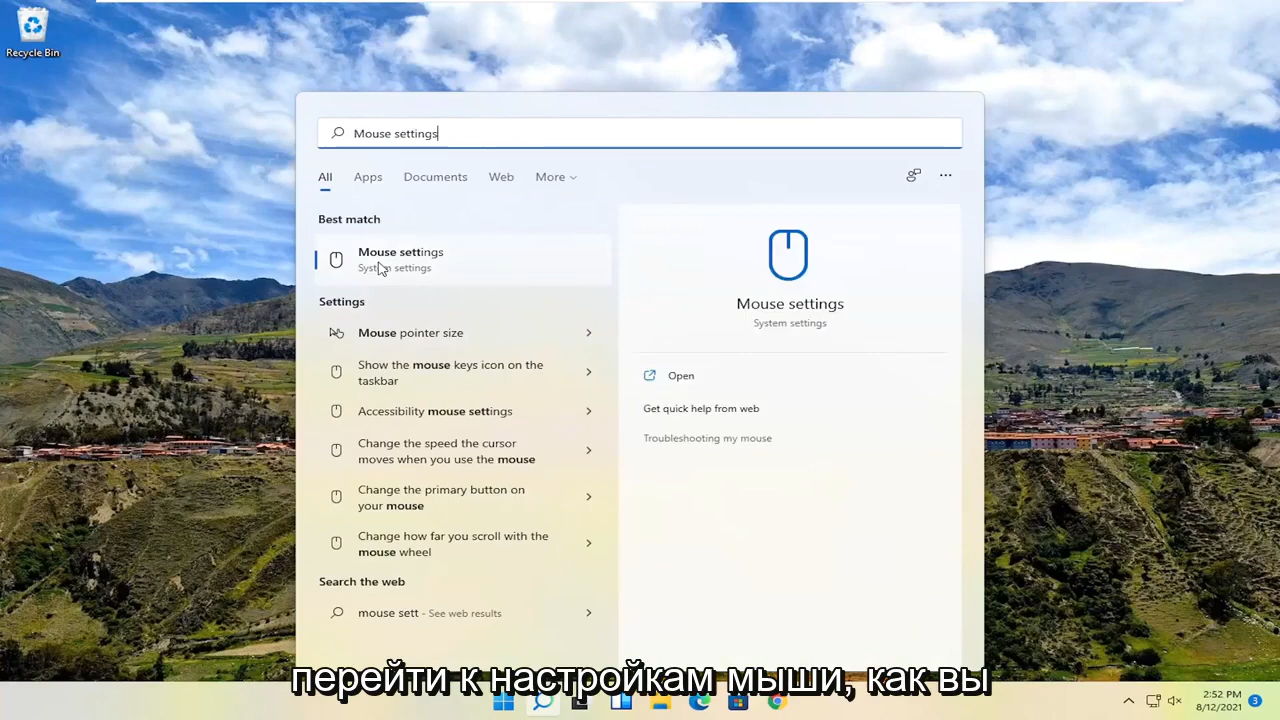 Recycle Bin
Mouse settings
All Apps Documents Web More
Best match
Mouse settings
System settings
Settings
Mouse pointer size
Show the mouse keys icon on the
taskbar
Accessibility mouse settings
Change the speed the cursor
moves when you use the mouse
Change the primary button on
your mouse
Change how far you scroll with the
mouse wheel
Search the web
mouse sett - See web results
Mouse settings
System settings
Open
Get quick help from web
Troubleshooting my mouse
перейти к настройкам мыши, как вы
2:52 PM
8/12/2021
3